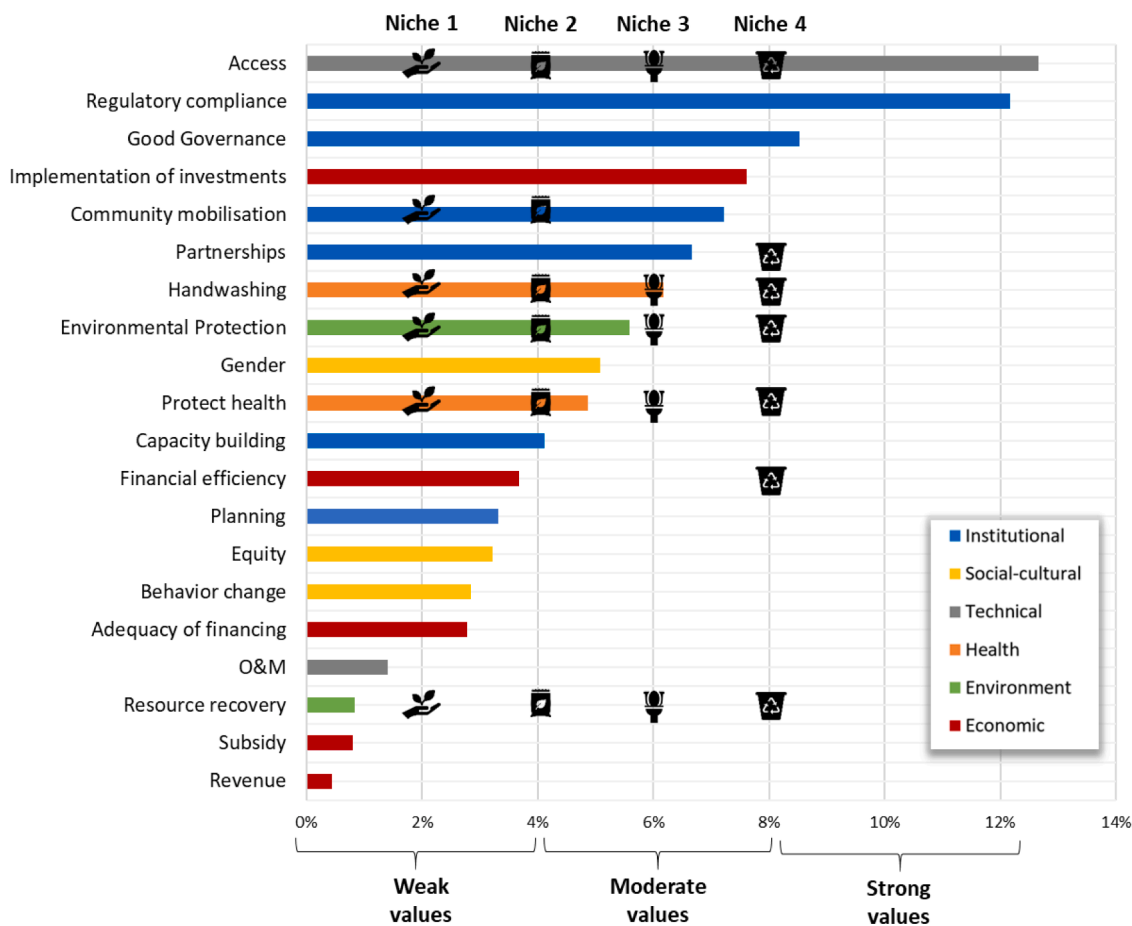 Niche 1 Niche 2 Niche 3 Niche 4
Access
Regulatory compliance
Good Governance
Implementation of investments
Community mobilisation
Partnerships
Handwashing
Environmental Protection
Gender
Protect health
Capacity building
Financial efficiency
Planning
Equity
Behavior change
Adequacy of financing
O&M
Resource recovery
Subsidy
Revenue
Institutional
Social-cultural
Technical
Health
Environment
Economic
0% 2% 4% 6% 8% 10% 12% 14%
Weak
values
Moderate
values
Strong
values